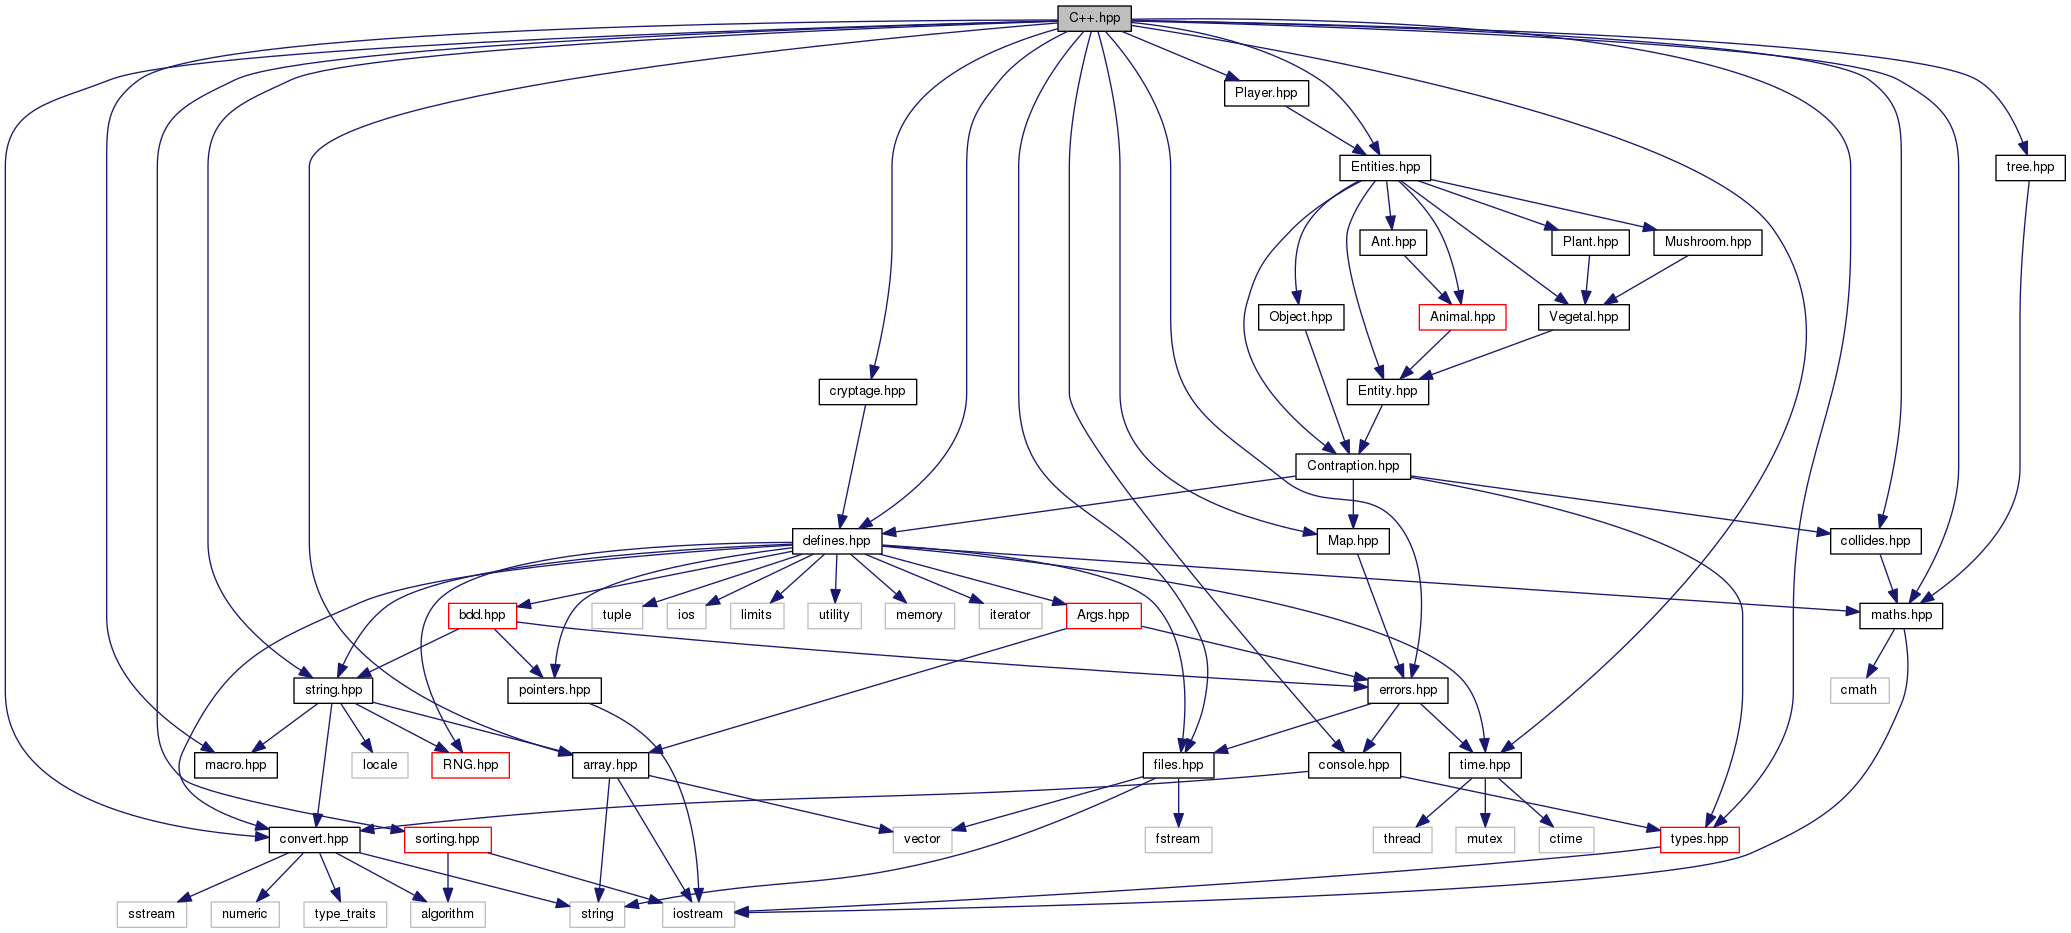 C++.hpp
Player.hpp
Entities.hpp
tree.hpp
Ant.hpp
Plant.hpp
Mushroom.hpp
Object.hpp
Animal.hpp
Vegetal.hpp
cryptage.hpp
Entity.hpp
Contraption.hpp
defines.hpp
Map.hpp
collides.hpp
bdd.hpp
tuple
ios
limits
utility
memory
iterator
Args.hpp
maths.hpp
string.hpp
pointers.hpp
errors.hpp
cmath
macro.hpp
locale
RNG.hpp
array.hpp
files.hpp
console.hpp
time.hpp
convert.hpp
sorting.hpp
vector
fstream
thread
mutex
ctime
types.hpp
sstream
numeric
type_traits
algorithm
string
iostream